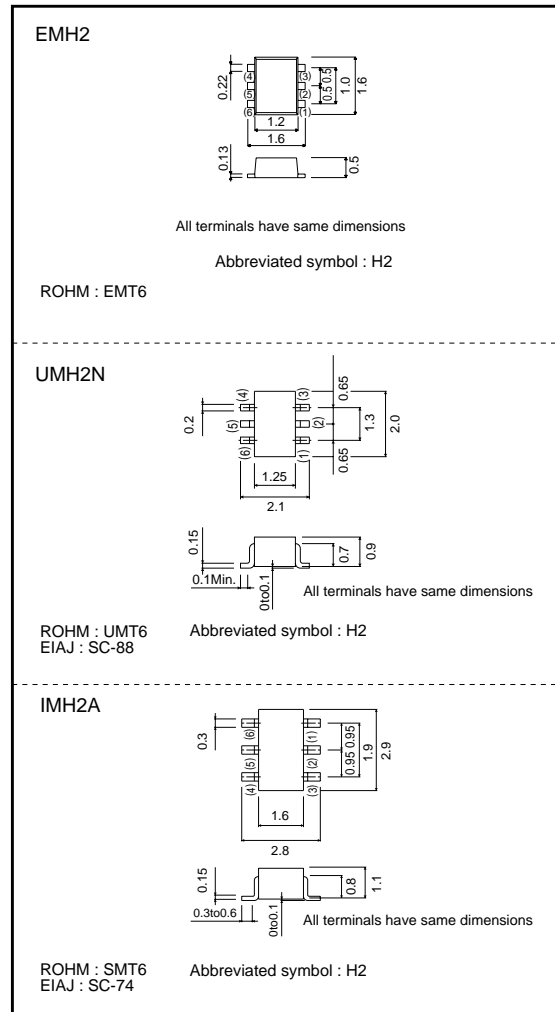 EMH2
0.22
(4)
(3)
(5)
(2)
(6)
(1)
0.5 0.5
1.0
1.6
1.2
1.6
0.13
0.5
All terminals have same dimensions
Abbreviated symbol : H2
ROHM : EMT6
UMH2N
0.2
(4)
(3)
(5)
(2)
(6)
(1)
0.65
1.3
2.0
0.65
1.25
2.1
0.15
0.1Min.
0to0.1
0.7
0.9
All terminals have same dimensions
ROHM : UMT6 Abbreviated symbol : H2
EIAJ : SC-88
IMH2A
0.3
(6)
(1)
(5)
(2)
(4)
(3)
0.95 0.95
1.9
2.9
1.6
2.8
0.15
0.3to0.6
0to0.1
0.8
1.1
All terminals have same dimensions
ROHM : SMT6 Abbreviated symbol : H2
EIAJ : SC-74